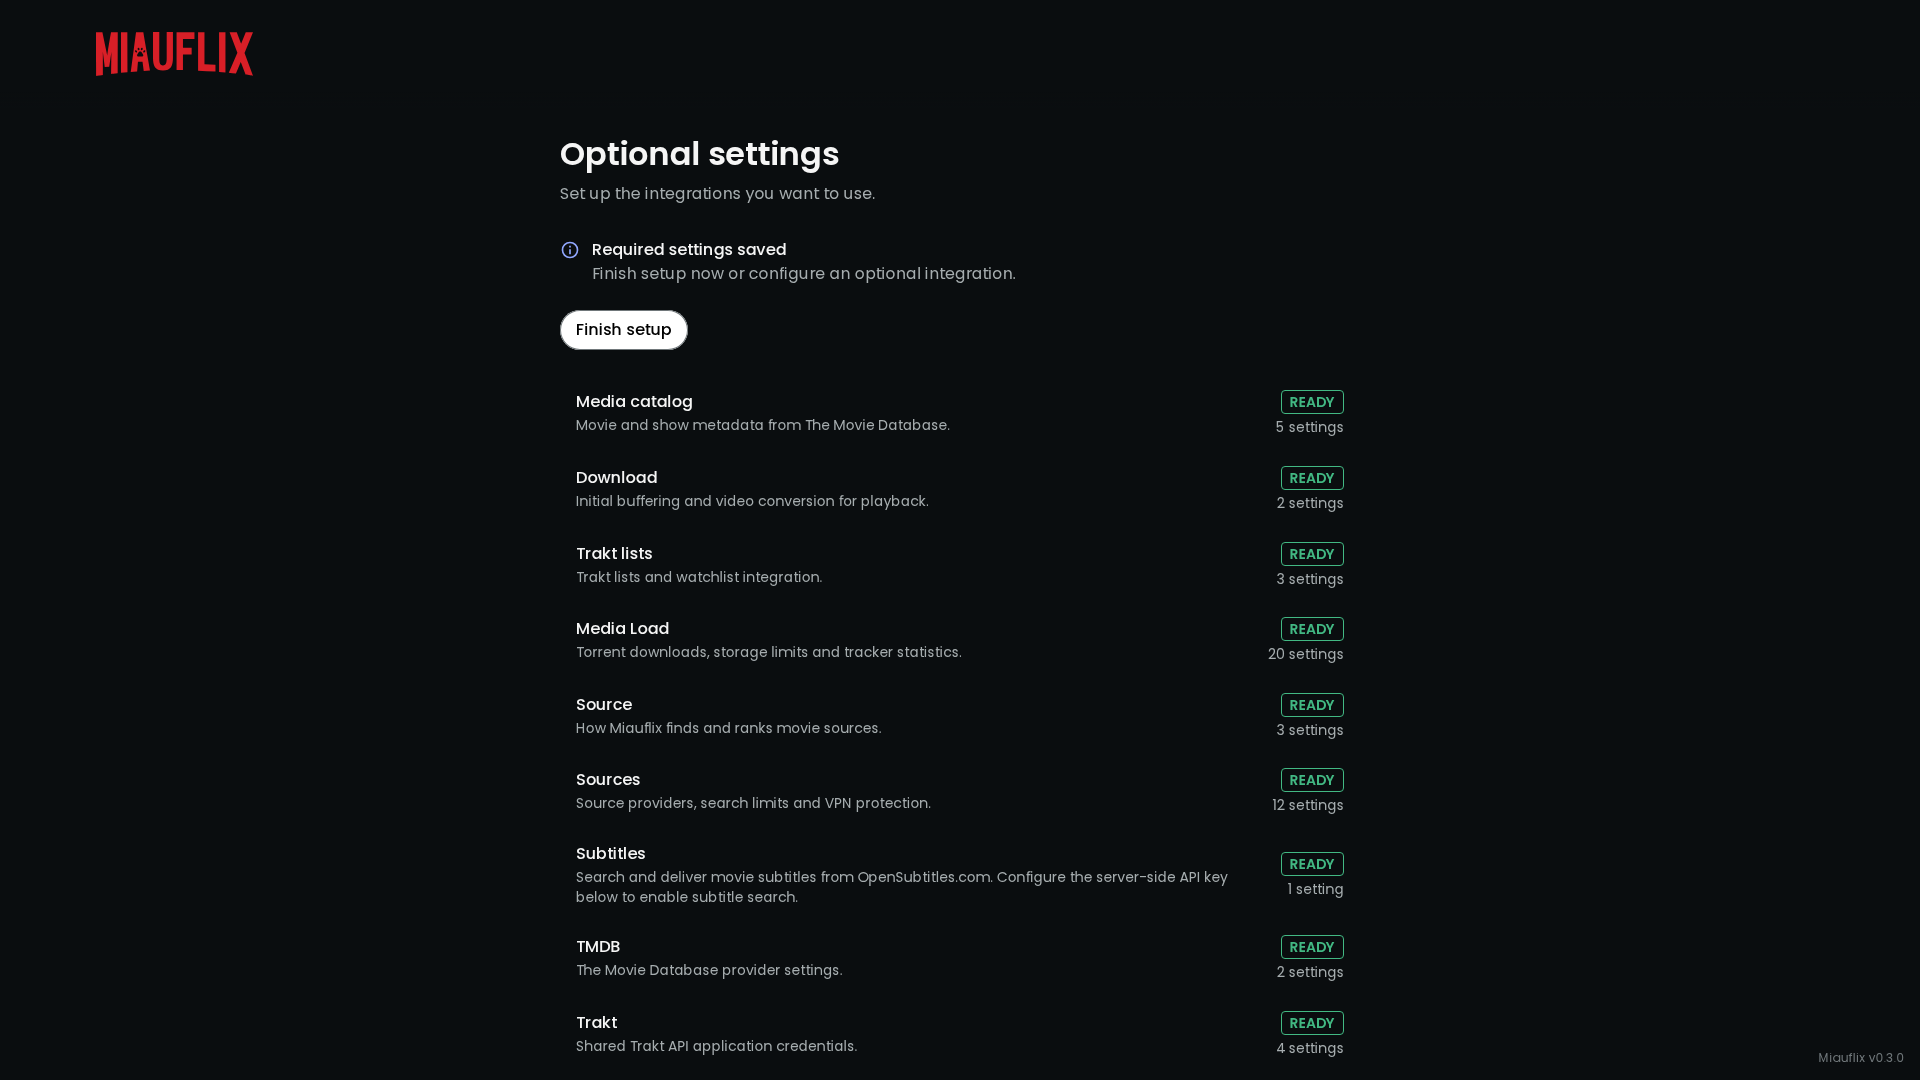 MIAUFLIX
Optional settings
Set up the integrations you want to use.
Required settings saved
Finish setup now or configure an optional integration.
Finish setup
Media catalog
READY
Movie and show metadata from The Movie Database.
5 settings
Download
READY
Initial buffering and video conversion for playback.
2 settings
Trakt lists
READY
Trakt lists and watchlist integration.
3 settings
Media Load
READY
Torrent downloads, storage limits and tracker statistics.
20 settings
Source
READY
How Miauflix finds and ranks movie sources.
3 settings
Sources
READY
Source providers, search limits and VPN protection.
12 settings
Subtitles
READY
Search and deliver movie subtitles from OpenSubtitles.com. Configure the server-side API key
below to enable subtitle search.
1 setting
TMDB
READY
The Movie Database provider settings.
2 settings
Trakt
READY
Shared Trakt API application credentials.
4 settings
Miauflix v0.3.0